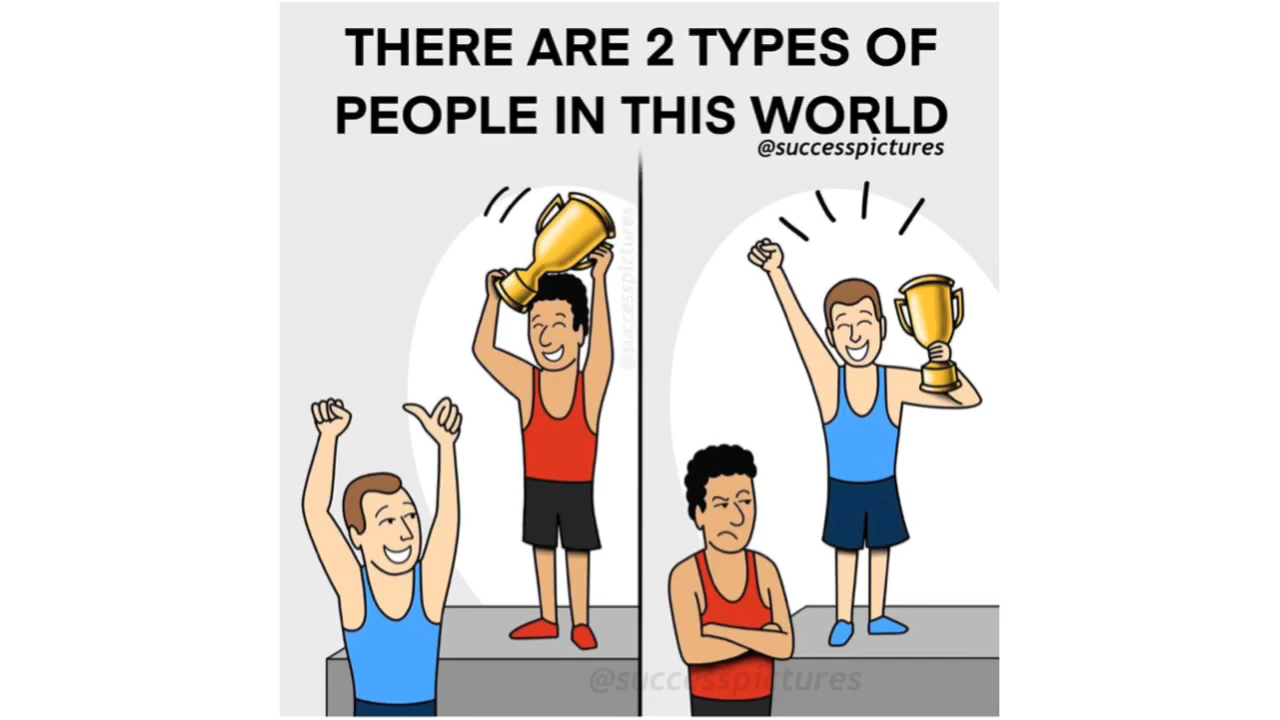 THERE ARE 2 TYPES OF
PEOPLE IN THIS WORLD
@successpictures
@successpictures
@successpictures